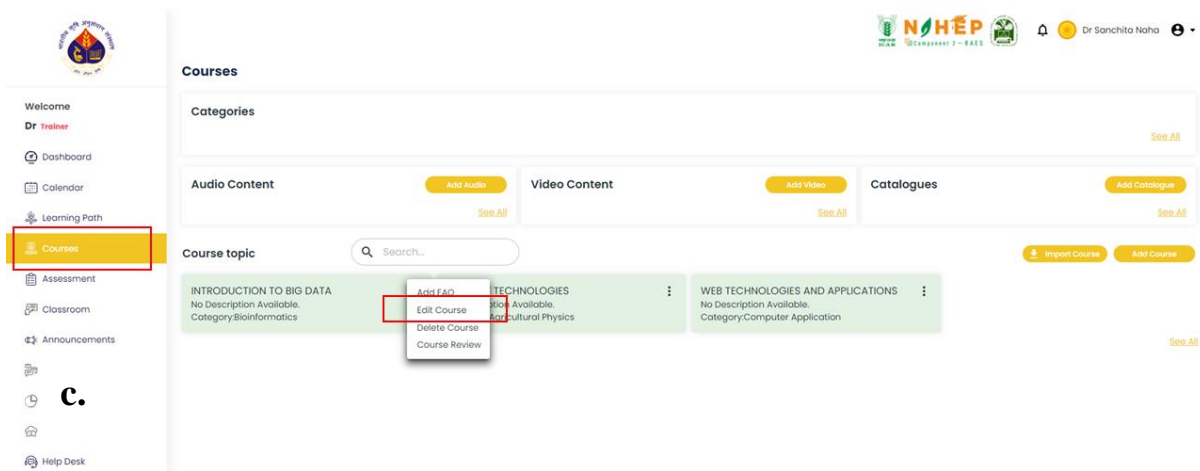 NAHEP
ICAR
Component 2 - RAES
Dr Sanchita Naha
Courses
Welcome
Dr Trainer
Dashboard
Calendar
Learning Path
Courses
Assessment
Classroom
Announcements
c.
Help Desk
Categories
See All
Audio Content
Add Audio
See All
Video Content
Add Video
See All
Catalogues
Add Catalogue
See All
Course topic
Search...
Import Course
Add Course
INTRODUCTION TO BIG DATA
No Description Available.
Category:Bioinformatics
Add FAQ
Edit Course
Delete Course
Course Review
TECHNOLOGIES
Available.
Agricultural Physics
WEB TECHNOLOGIES AND APPLICATIONS
No Description Available.
Category:Computer Application
See All